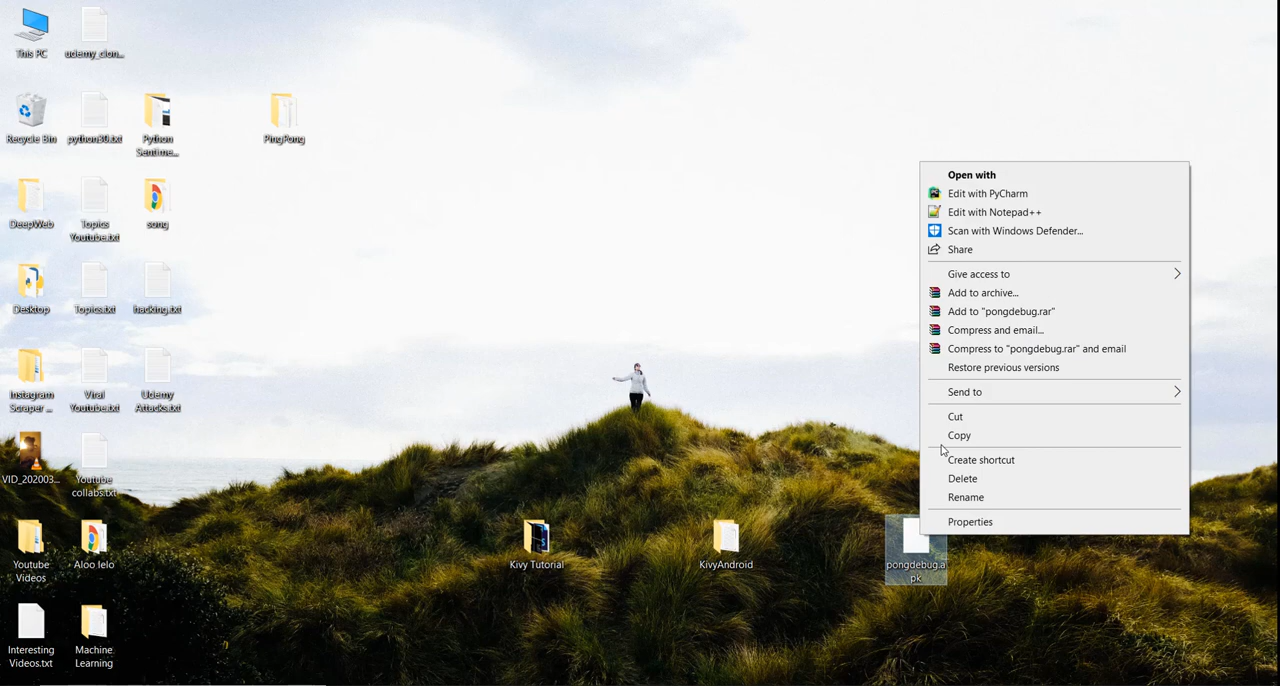 This PC
udemy_clon...
Recycle Bin
python30.txt
Python
Sentime...
PingPong
DeepWeb
Topics
Youtube.txt
song
Desktop
Topics.txt
hacking.txt
Instagram
Scraper ...
Viral
Youtube.txt
Udemy
Attacks.txt
VID_202003...
Youtube
collabs.txt
Youtube
Videos
Aloo lelo
Interesting
Videos.txt
Machine
Learning
Kivy Tutorial
KivyAndroid
pongdebug.a
pk
Open with
Edit with PyCharm
Edit with Notepad++
Scan with Windows Defender...
Share
Give access to
Add to archive...
Add to "pongdebug.rar"
Compress and email...
Compress to "pongdebug.rar" and email
Restore previous versions
Send to
Cut
Copy
Create shortcut
Delete
Rename
Properties